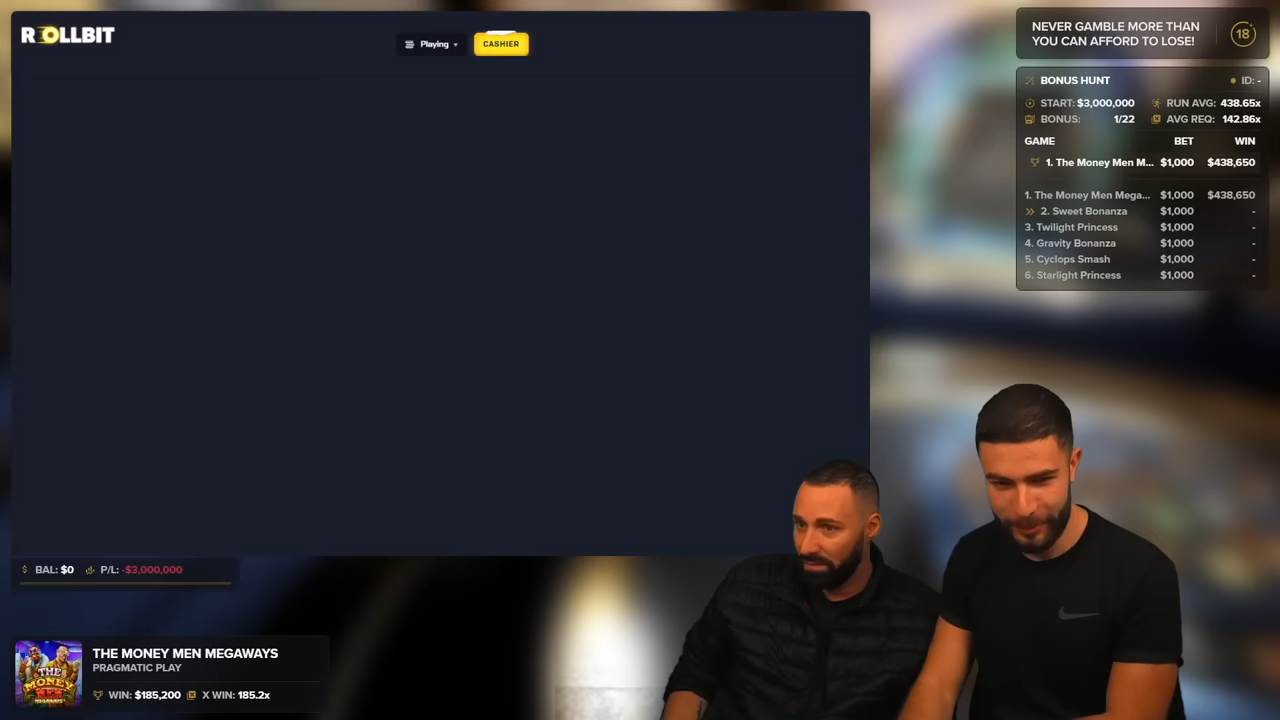 ROLLBIT
Playing
CASHIER
NEVER GAMBLE MORE THAN
YOU CAN AFFORD TO LOSE!
18+
BONUS HUNT
ID: -
START: $3,000,000
RUN AVG: 438.65x
BONUS: 1/22
AVG REQ: 142.86x
GAME BET WIN
1. The Money Men M... $1,000 $438,650
1. The Money Men Mega... $1,000 $438,650
2. Sweet Bonanza $1,000 -
3. Twilight Princess $1,000 -
4. Gravity Bonanza $1,000 -
5. Cyclops Smash $1,000 -
6. Starlight Princess $1,000 -
BAL: $0 P/L: -$3,000,000
THE MONEY MEN MEGAWAYS
PRAGMATIC PLAY
WIN: $185,200 X WIN: 185.2x
THE
MONEY
MEN
MEGAWAYS